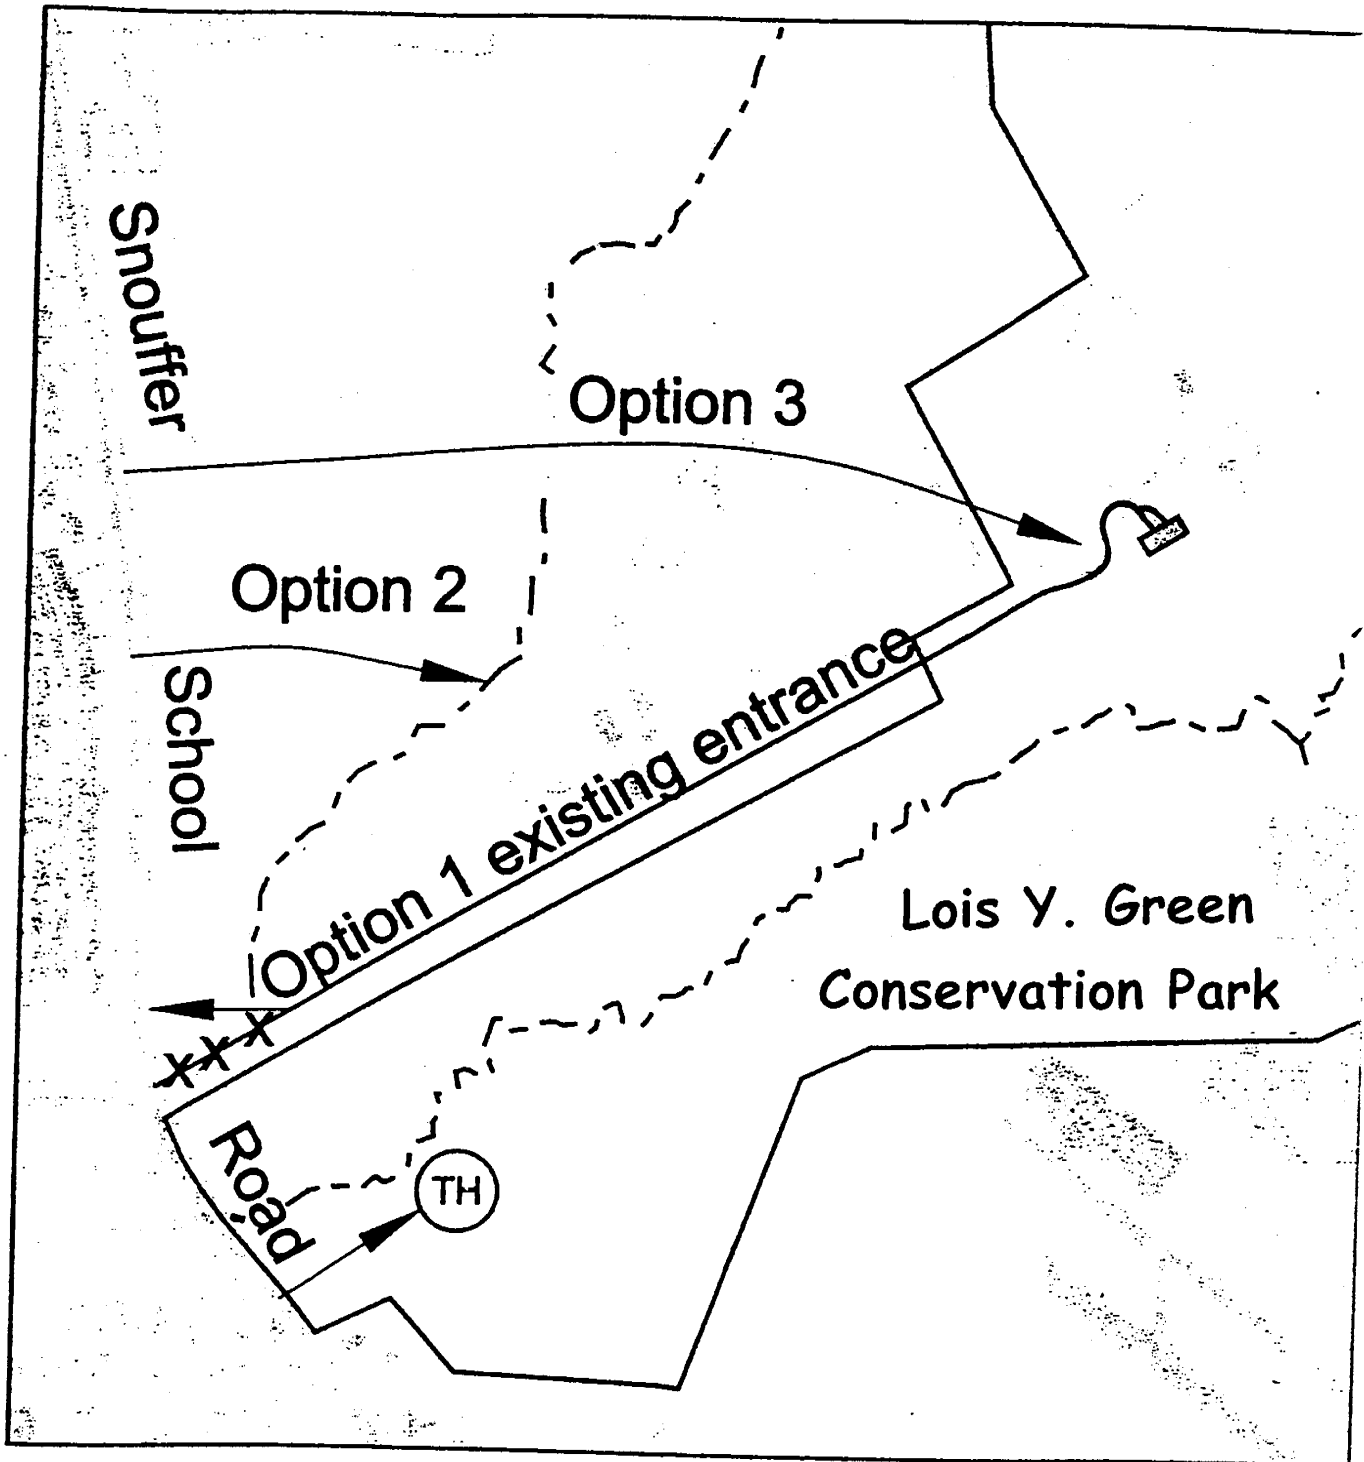 Snouffer
Option 3
Option 2
School
Option 1 existing entrance
Lois Y. Green
Conservation Park
X X X
Road
TH